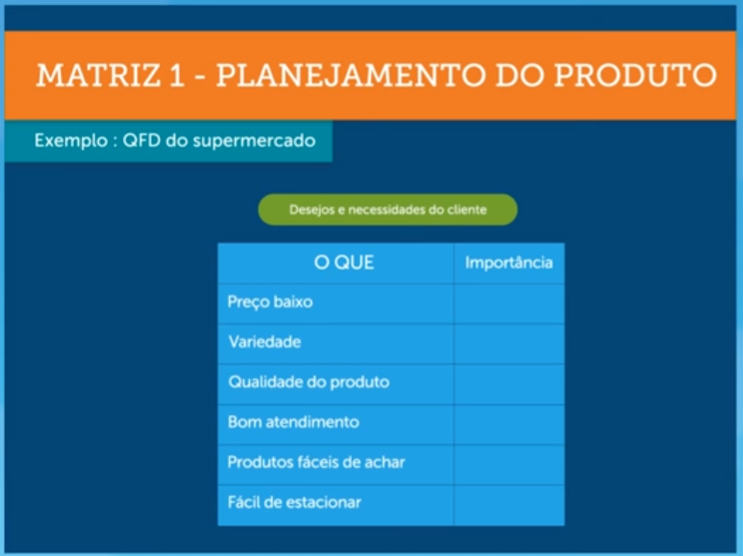 MATRIZ 1 - PLANEJAMENTO DO PRODUTO
Exemplo : QFD do supermercado
Desejos e necessidades do cliente
O QUE Importância
Preço baixo
Variedade
Qualidade do produto
Bom atendimento
Produtos fáceis de achar
Fácil de estacionar